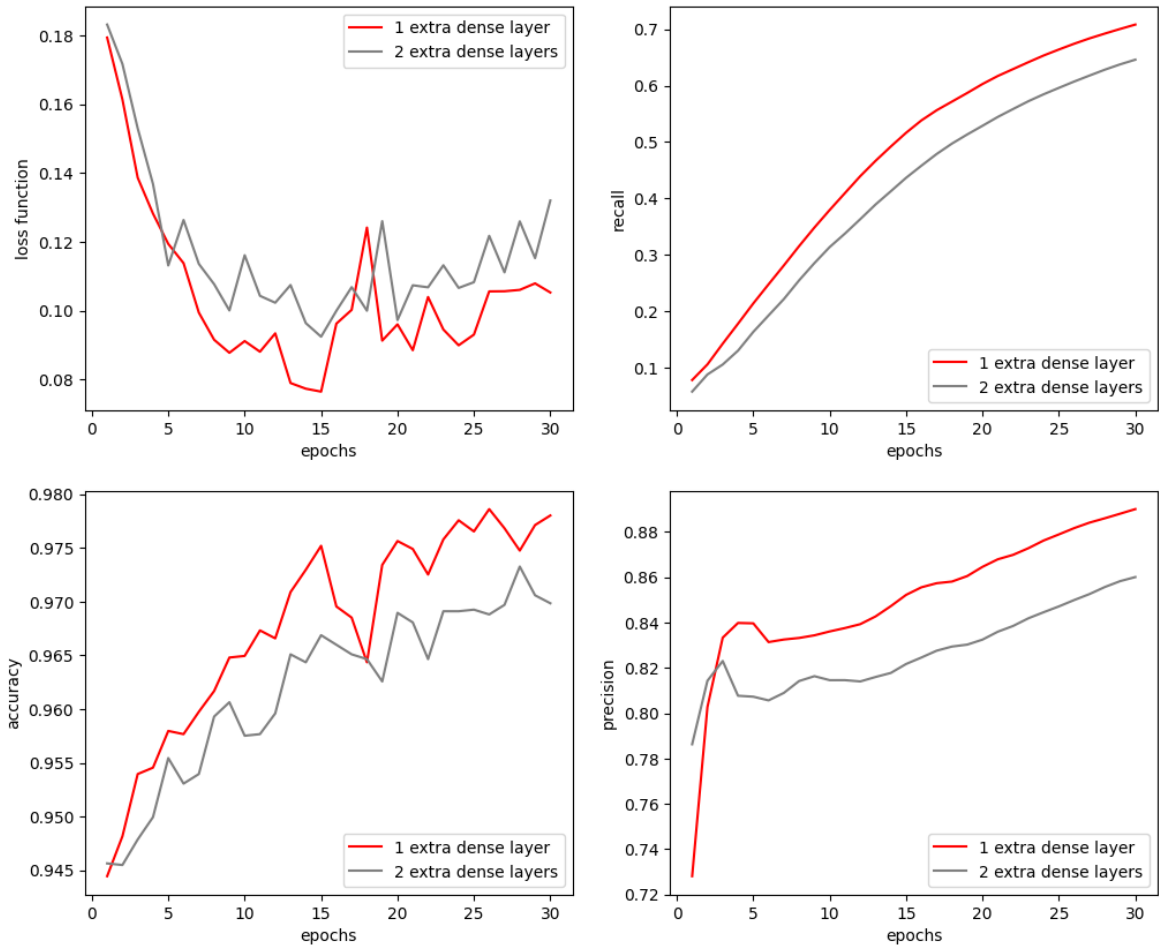 0.18
0.16
0.14
0.12
0.10
0.08
loss function
1 extra dense layer
2 extra dense layers
0 5 10 15 20 25 30
epochs
0.7
0.6
0.5
0.4
0.3
0.2
0.1
recall
1 extra dense layer
2 extra dense layers
0 5 10 15 20 25 30
epochs
0.980
0.975
0.970
0.965
0.960
0.955
0.950
0.945
accuracy
1 extra dense layer
2 extra dense layers
0 5 10 15 20 25 30
epochs
0.88
0.86
0.84
0.82
0.80
0.78
0.76
0.74
0.72
precision
1 extra dense layer
2 extra dense layers
0 5 10 15 20 25 30
epochs